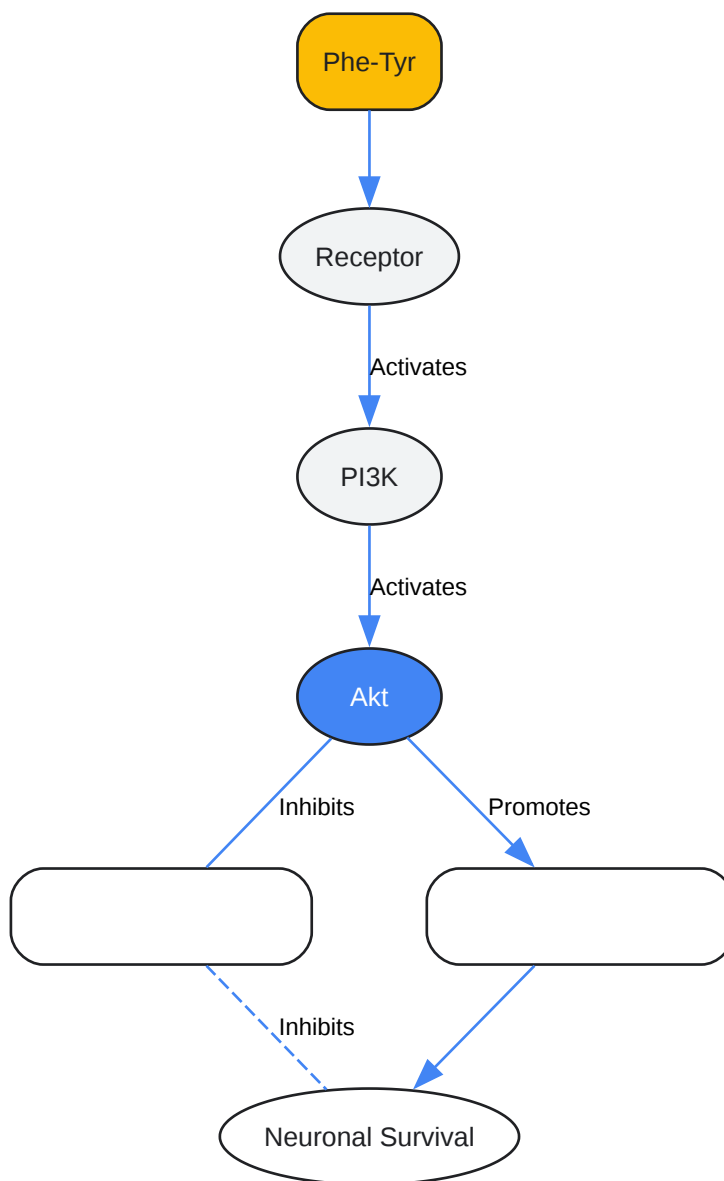 Phe-Tyr
Receptor
Activates
PI3K
Activates
Akt
Inhibits
Promotes
Inhibits
Neuronal Survival